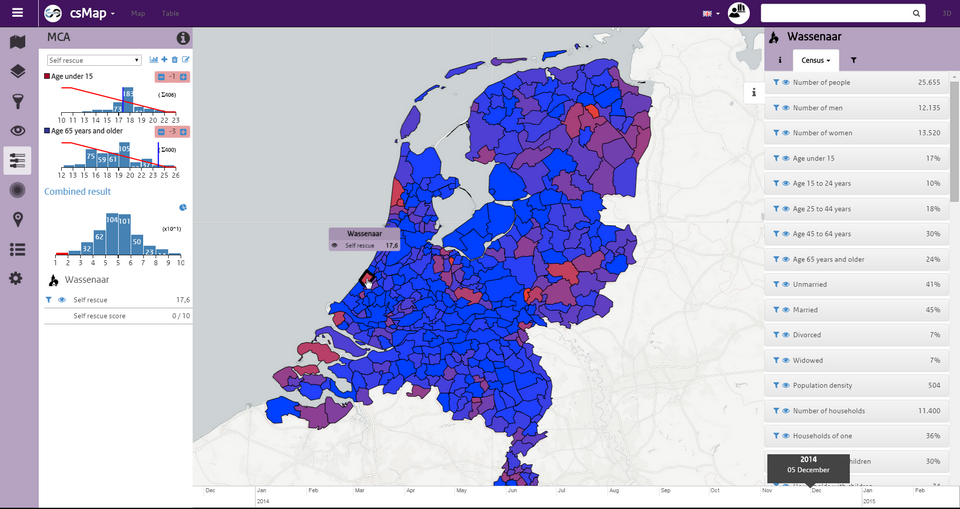 csMap
Map
Table
3D
MCA
Self rescue
Age under 15
-1
183
73
(Σ406)
10 11 12 13 14 15 16 17 18 19 20 21 22 23
Age 65 years and older
-3
75 59 61 105
(Σ400)
12 13 15 16 17 18 19 20 21 22 23 25 26
Combined result
32 62 104 101 50 23
(x10^1)
1 2 3 4 5 5 6 7 8 9 10
Wassenaar
Self rescue 17,6
Self rescue score 0 / 10
Wassenaar
Self rescue 17,6
Wassenaar
Census
Number of people 25.655
Number of men 12.135
Number of women 13.520
Age under 15 17%
Age 15 to 24 years 10%
Age 25 to 44 years 18%
Age 45 to 64 years 30%
Age 65 years and older 24%
Unmarried 41%
Married 45%
Divorced 7%
Widowed 7%
Population density 504
Number of households 11.400
Households of one 36%
children 30%
2014
05 December
Dec Jan Feb Mar Apr May Jun Jul Aug Sep Oct Nov Dec Jan Feb
2014 2015